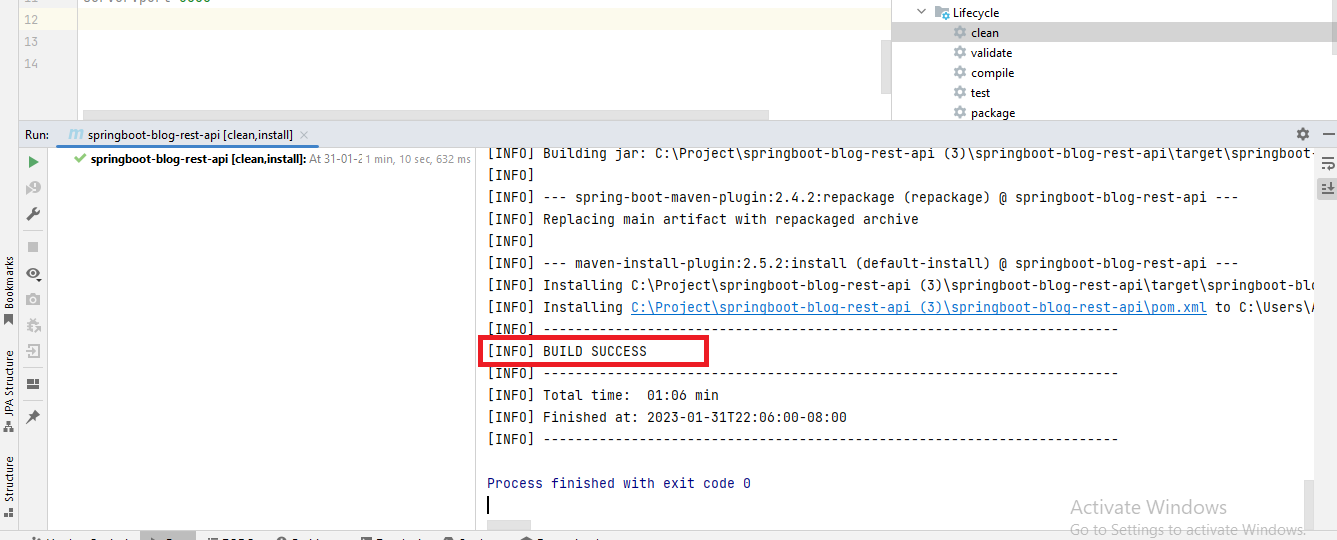 12
Lifecycle
clean
13
validate
14
compile
test
package
Run: springboot-blog-rest-api [clean,install]
springboot-blog-rest-api [clean,install]: At 31-01-2 1 min, 10 sec, 632 ms
[INFO] Building jar: C:\Project\springboot-blog-rest-api (3)\springboot-blog-rest-api\target\springboot-
[INFO]
[INFO] --- spring-boot-maven-plugin:2.4.2:repackage (repackage) @ springboot-blog-rest-api ---
[INFO] Replacing main artifact with repackaged archive
[INFO]
[INFO] --- maven-install-plugin:2.5.2:install (default-install) @ springboot-blog-rest-api ---
[INFO] Installing C:\Project\springboot-blog-rest-api (3)\springboot-blog-rest-api\target\springboot-blo
[INFO] Installing C:\Project\springboot-blog-rest-api (3)\springboot-blog-rest-api\pom.xml to C:\Users\A
[INFO] ------------------------------------------------------------------------
[INFO] BUILD SUCCESS
[INFO] ------------------------------------------------------------------------
[INFO] Total time:  01:06 min
[INFO] Finished at: 2023-01-31T22:06:00-08:00
[INFO] ------------------------------------------------------------------------
Process finished with exit code 0
Bookmarks
JPA Structure
Structure
Activate Windows
Go to Settings to activate Windows.